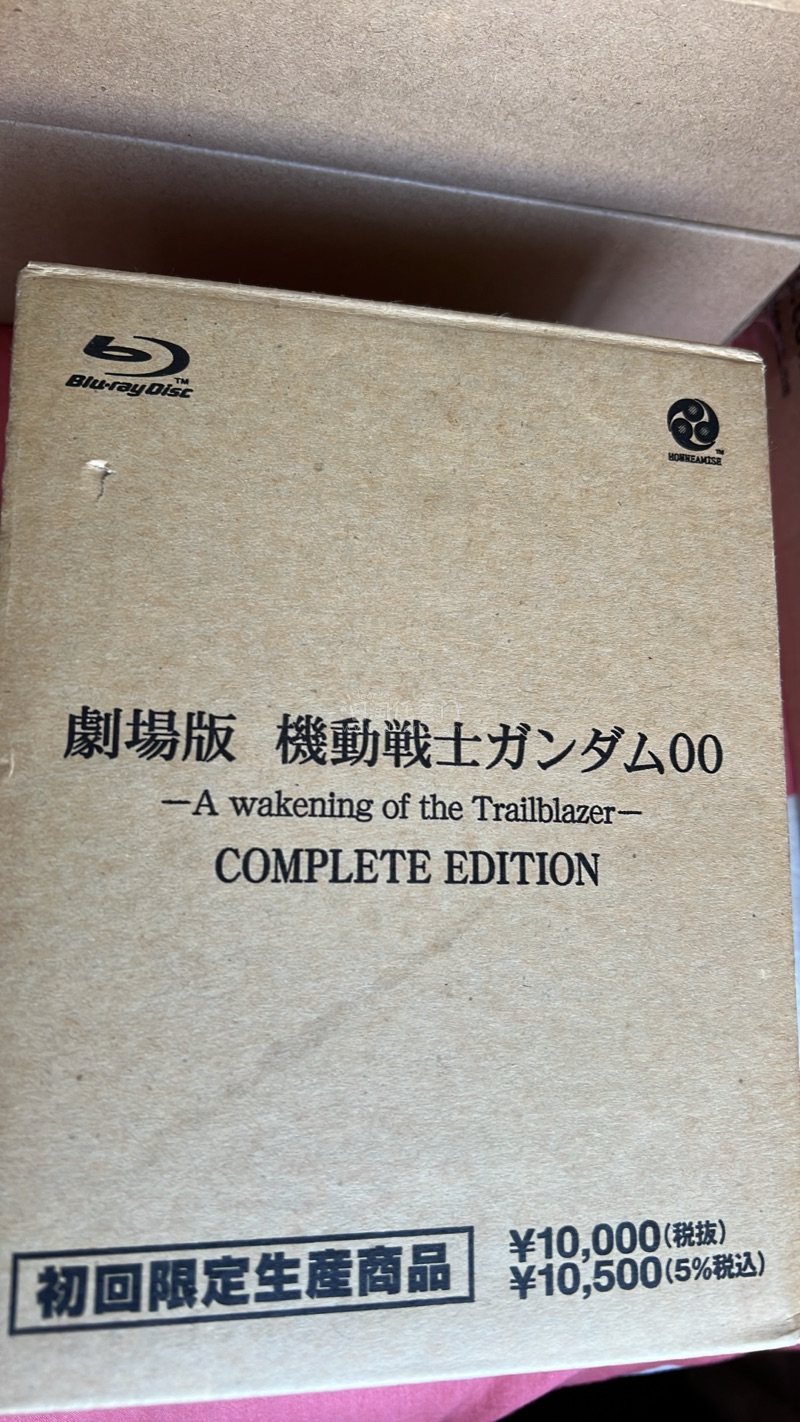 Blu-ray Disc™
HONNEAMISE™
劇場版 機動戦士ガンダム00
—A wakening of the Trailblazer—
COMPLETE EDITION
初回限定生産商品
¥10,000(税抜)
¥10,500(5%税込)